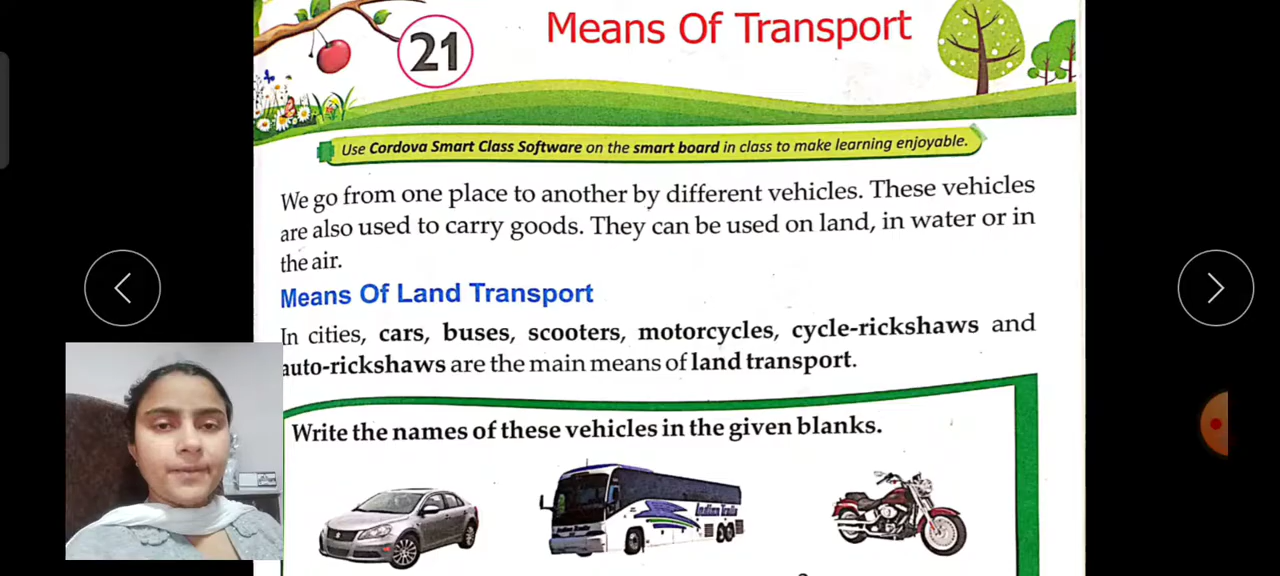 21
Means Of Transport
Use Cordova Smart Class Software on the smart board in class to make learning enjoyable.
We go from one place to another by different vehicles. These vehicles
are also used to carry goods. They can be used on land, in water or in
the air.
Means Of Land Transport
In cities, cars, buses, scooters, motorcycles, cycle-rickshaws and
auto-rickshaws are the main means of land transport.
Write the names of these vehicles in the given blanks.